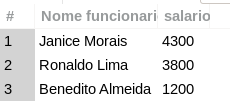 # Nome funcionari salario
1 Janice Morais 4300
2 Ronaldo Lima 3800
3 Benedito Almeida 1200